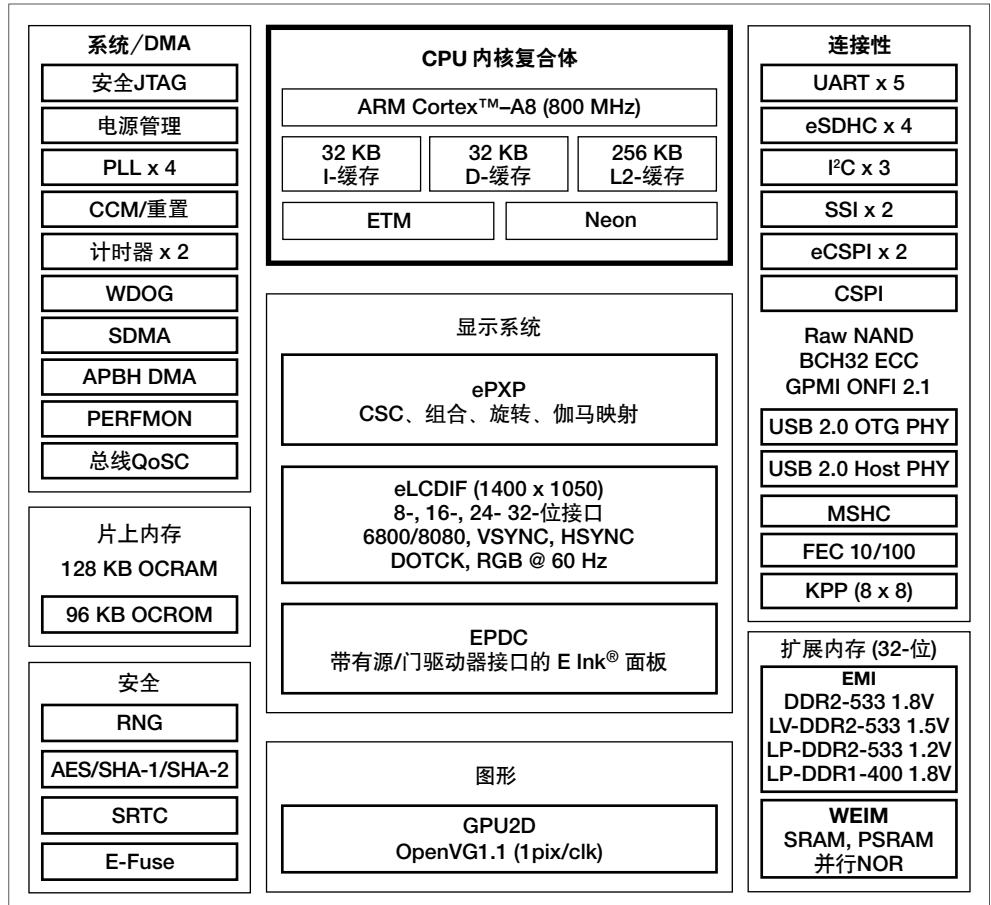 系统/DMA
安全JTAG
电源管理
PLL x 4
CCM/重置
计时器 x 2
WDOG
SDMA
APBH DMA
PERFMON
总线QoSC
片上内存
128 KB OCRAM
96 KB OCROM
安全
RNG
AES/SHA-1/SHA-2
SRTC
E-Fuse
CPU 内核复合体
ARM Cortex™–A8 (800 MHz)
32 KB
I-缓存
32 KB
D-缓存
256 KB
L2-缓存
ETM
Neon
显示系统
ePXP
CSC、组合、旋转、伽马映射
eLCDIF (1400 x 1050)
8-, 16-, 24- 32-位接口
6800/8080, VSYNC, HSYNC
DOTCK, RGB @ 60 Hz
EPDC
带有源/门驱动器接口的 E Ink® 面板
图形
GPU2D
OpenVG1.1 (1pix/clk)
连接性
UART x 5
eSDHC x 4
I²C x 3
SSI x 2
eCSPI x 2
CSPI
Raw NAND
BCH32 ECC
GPMI ONFI 2.1
USB 2.0 OTG PHY
USB 2.0 Host PHY
MSHC
FEC 10/100
KPP (8 x 8)
扩展内存 (32-位)
EMI
DDR2-533 1.8V
LV-DDR2-533 1.5V
LP-DDR2-533 1.2V
LP-DDR1-400 1.8V
WEIM
SRAM, PSRAM
并行NOR